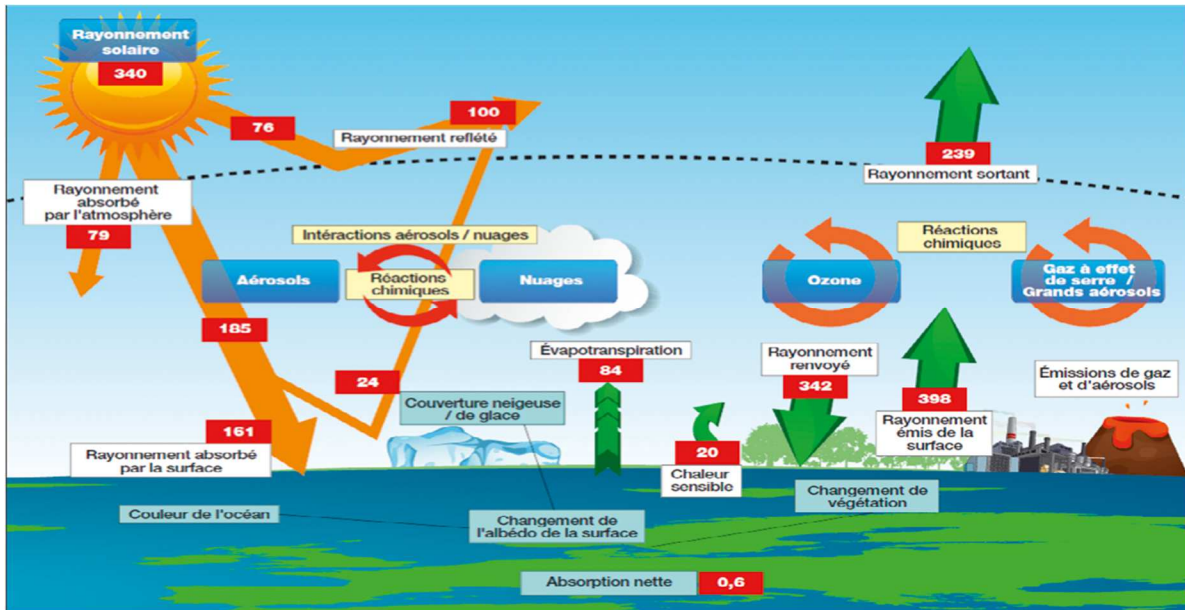 Rayonnement
solaire
340
76
100
Rayonnement reflété
239
Rayonnement sortant
Rayonnement
absorbé
par l'atmosphère
79
Intéractions aérosols / nuages
Aérosols
Réactions
chimiques
Nuages
Réactions
chimiques
Ozone
Gaz à effet
de serre /
Grands aérosols
185
Évapotranspiration
84
Rayonnement
renvoyé
342
24
Couverture neigeuse
/ de glace
398
Rayonnement
émis de la
surface
Émissions de gaz
et d'aérosols
161
Rayonnement absorbé
par la surface
20
Chaleur
sensible
Couleur de l'océan
Changement de
l'albédo de la surface
Changement de
végétation
Absorption nette
0,6